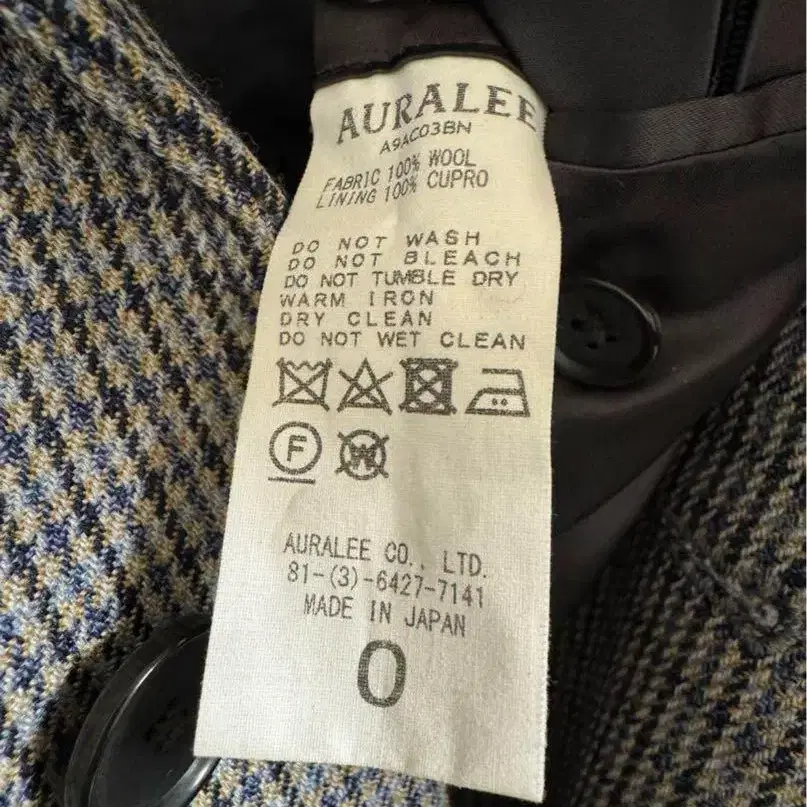 AURALEE
A9AC03BN
FABRIC 100% WOOL
LINING 100% CUPRO
DO NOT WASH
DO NOT BLEACH
DO NOT TUMBLE DRY
WARM IRON
DRY CLEAN
DO NOT WET CLEAN
F W
AURALEE CO., LTD.
81-(3)-6427-7141
MADE IN JAPAN
0